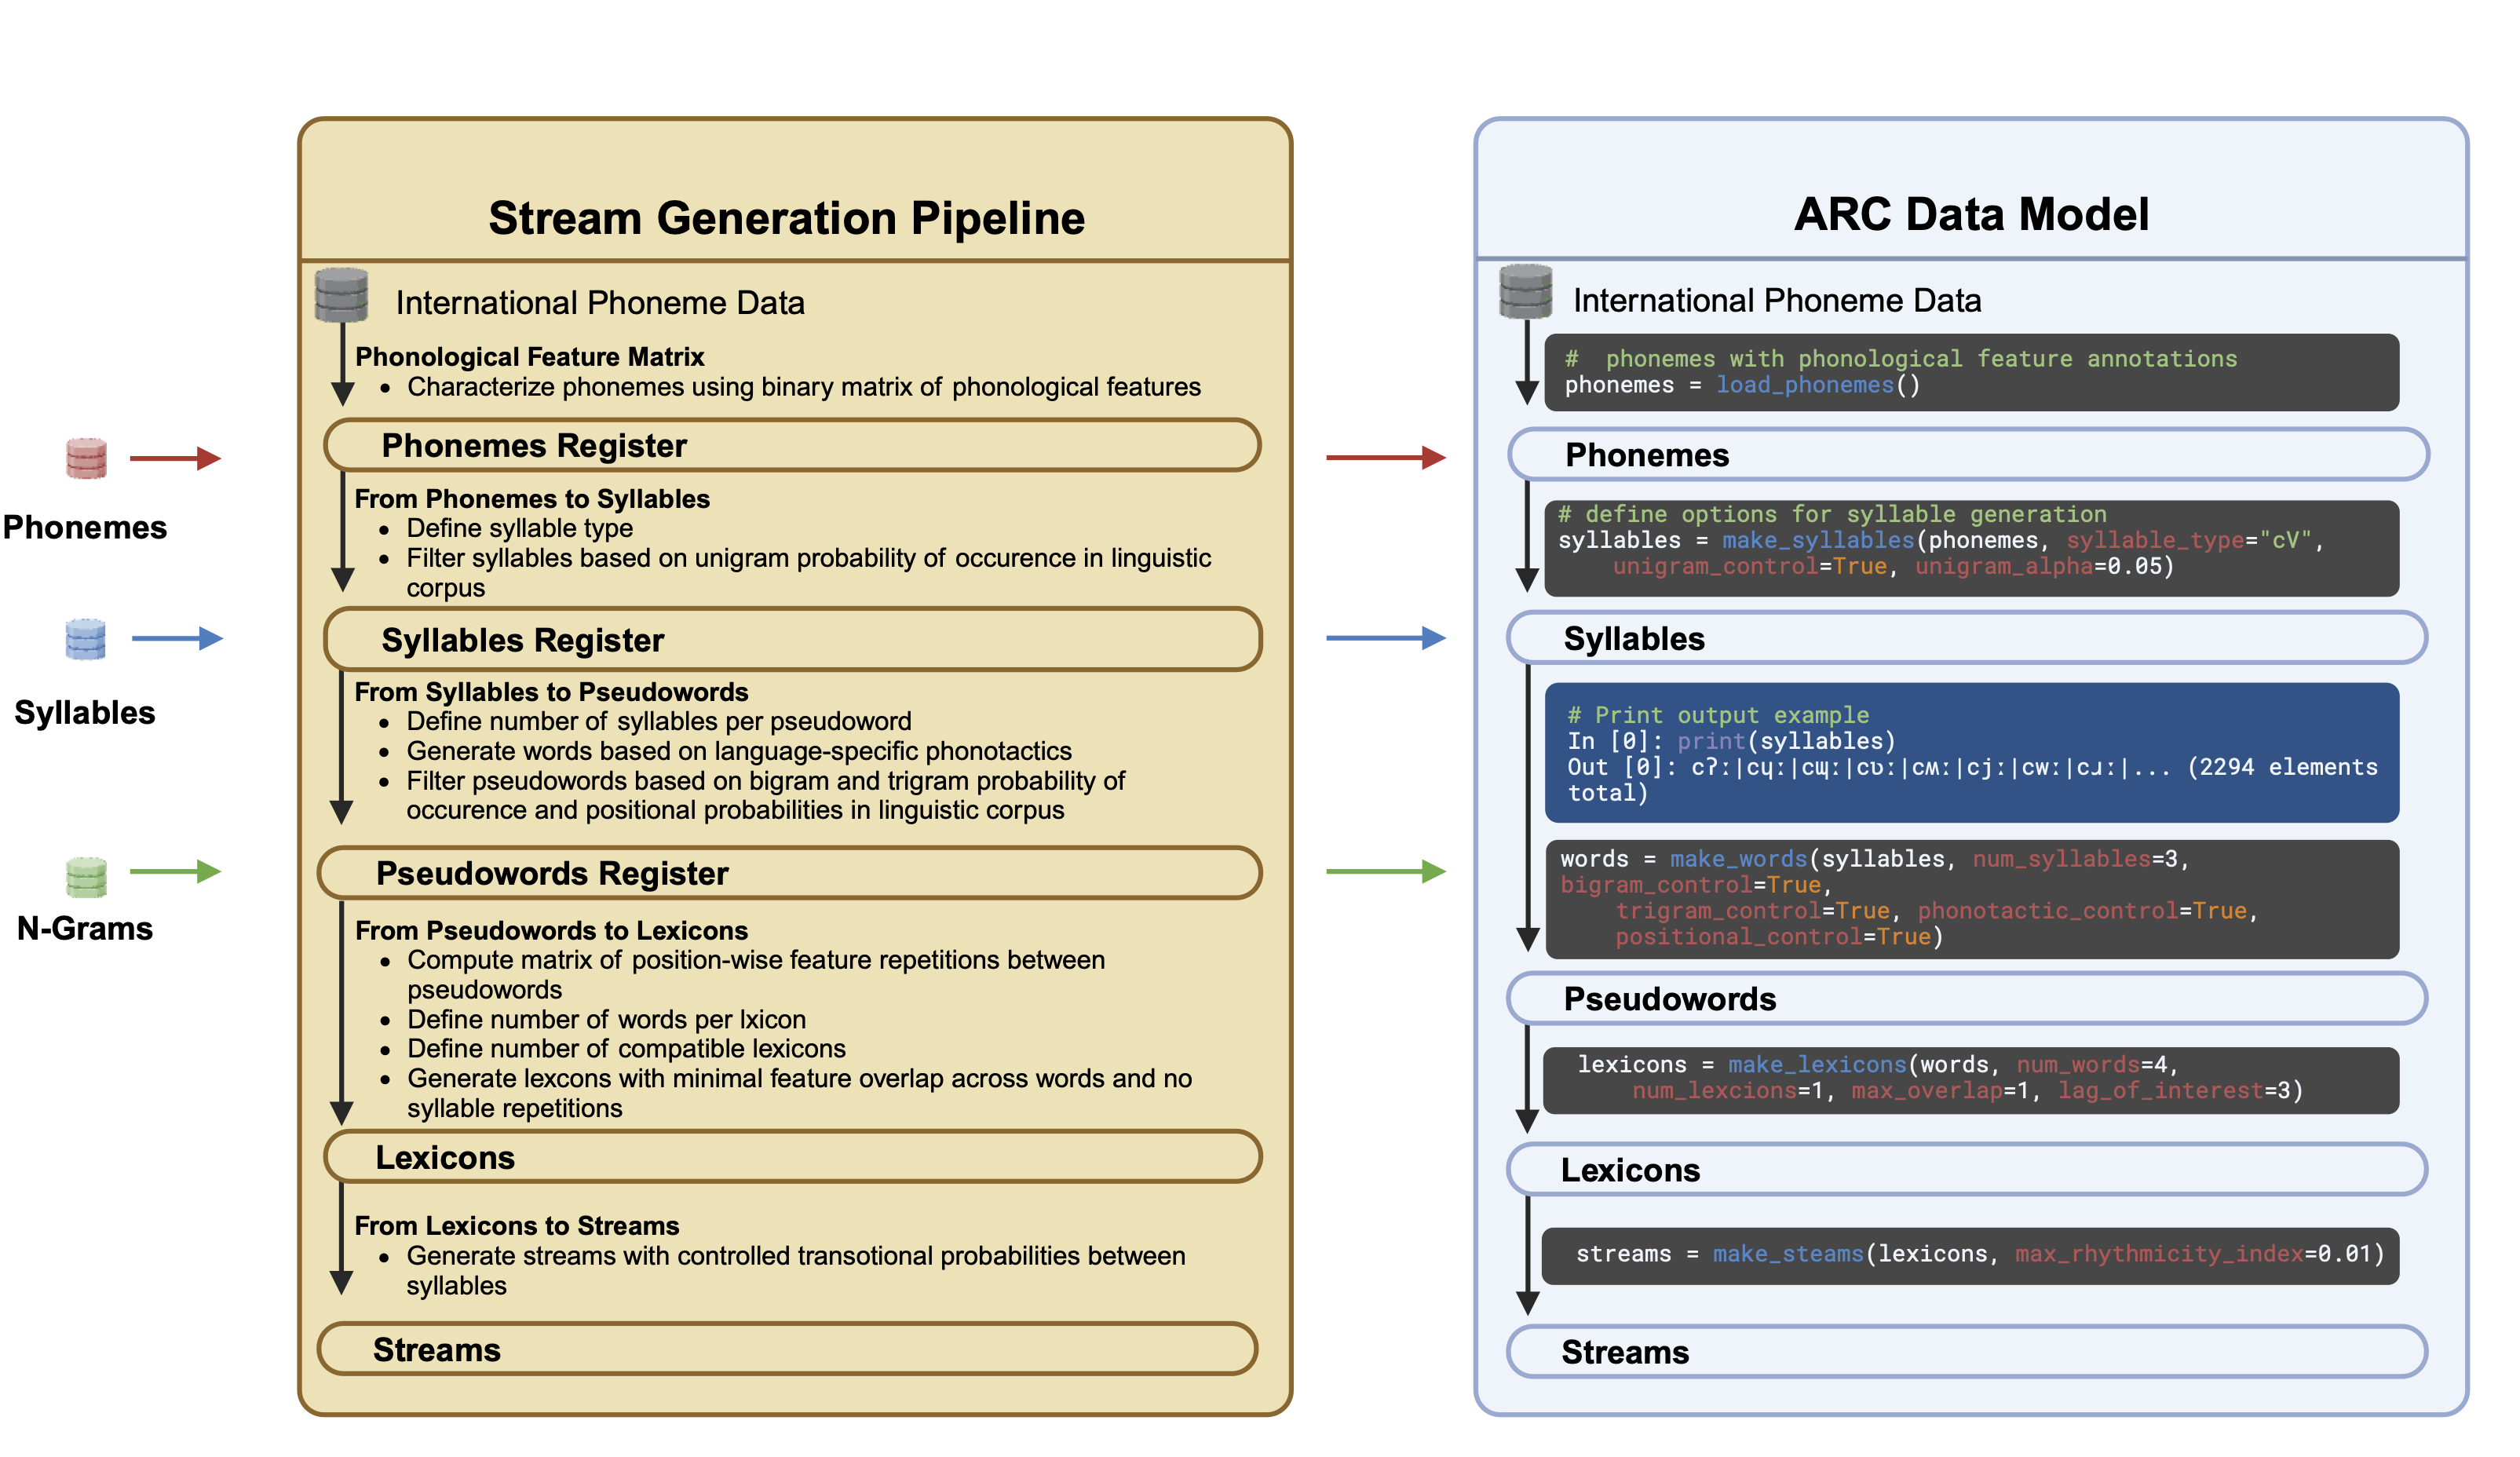 Phonemes
Syllables
N-Grams
Stream Generation Pipeline
International Phoneme Data
Phonological Feature Matrix
• Characterize phonemes using binary matrix of phonological features
Phonemes Register
From Phonemes to Syllables
• Define syllable type
• Filter syllables based on unigram probability of occurence in linguistic
corpus
Syllables Register
From Syllables to Pseudowords
• Define number of syllables per pseudoword
• Generate words based on language-specific phonotactics
• Filter pseudowords based on bigram and trigram probability of
occurence and positional probabilities in linguistic corpus
Pseudowords Register
From Pseudowords to Lexicons
• Compute matrix of position-wise feature repetitions between
pseudowords
• Define number of words per lxicon
• Define number of compatible lexicons
• Generate lexcons with minimal feature overlap across words and no
syllable repetitions
Lexicons
From Lexicons to Streams
• Generate streams with controlled transotional probabilities between
syllables
Streams
ARC Data Model
International Phoneme Data
#  phonemes with phonological feature annotations
phonemes = load_phonemes()
Phonemes
# define options for syllable generation
syllables = make_syllables(phonemes, syllable_type="cV",
unigram_control=True, unigram_alpha=0.05)
Syllables
# Print output example
In [0]: print(syllables)
Out [0]: cʔː|cɥː|cɰː|cʋː|cʍː|cjː|cwː|cɹː|... (2294 elements
total)
words = make_words(syllables, num_syllables=3,
bigram_control=True,
trigram_control=True, phonotactic_control=True,
positional_control=True)
Pseudowords
lexicons = make_lexicons(words, num_words=4,
num_lexcions=1, max_overlap=1, lag_of_interest=3)
Lexicons
streams = make_steams(lexicons, max_rhythmicity_index=0.01)
Streams